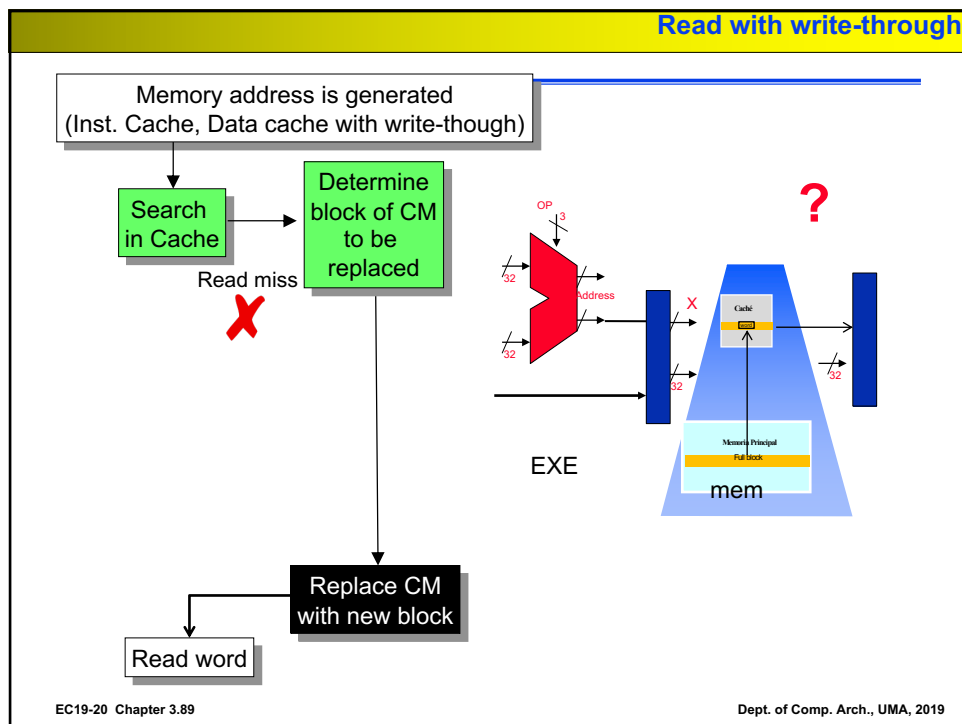 Read with write-through
Memory address is generated
(Inst. Cache, Data cache with write-though)
Search
in Cache
Determine
block of CM
to be
replaced
Read miss
✗
?
OP
3
32
32
Address
X
32
32
Caché
Memoria Principal
Full block
EXE
mem
Replace CM
with new block
Read word
EC19-20 Chapter 3.89
Dept. of Comp. Arch., UMA, 2019